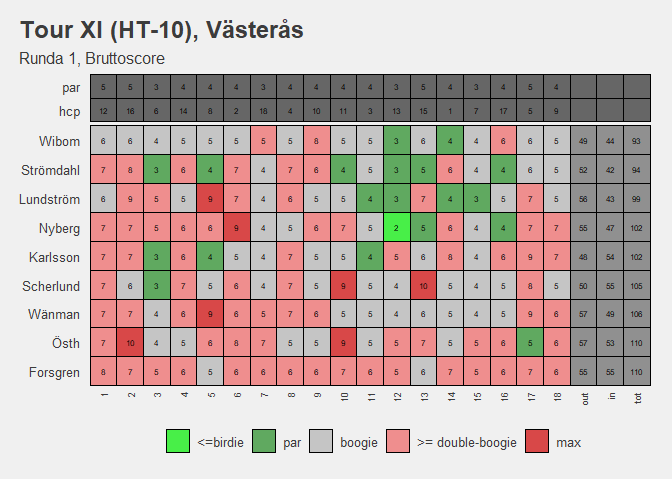 Tour XI (HT-10), Västerås
Runda 1, Bruttoscore
par 5 5 3 4 4 4 3 4 4 4 4 3 5 4 3 4 5 4
hcp 12 16 6 14 8 2 18 4 10 11 3 13 15 1 7 17 5 9
Wibom 6 6 4 5 5 5 5 5 8 5 5 3 6 4 4 6 6 5 49 44 93
Strömdahl 7 8 3 6 4 7 4 7 6 4 5 3 5 6 4 4 6 5 52 42 94
Lundström 6 9 5 5 9 7 4 6 5 5 4 3 7 4 3 5 7 5 56 43 99
Nyberg 7 7 5 6 6 9 4 5 6 7 5 2 5 6 4 4 7 7 55 47 102
Karlsson 7 7 3 6 4 5 4 7 5 5 4 5 6 8 4 6 9 7 48 54 102
Scherlund 7 6 3 7 5 6 4 7 5 9 5 4 10 5 4 5 8 5 50 55 105
Wänman 7 7 4 6 9 6 5 7 6 5 5 4 6 5 4 5 9 6 57 49 106
Östh 7 10 4 5 6 8 7 5 5 9 5 5 7 5 5 6 5 6 57 53 110
Forsgren 8 7 5 6 5 6 6 6 6 7 6 5 6 7 5 6 7 6 55 55 110
1 2 3 4 5 6 7 8 9 10 11 12 13 14 15 16 17 18 out in tot
<=birdie par boogie >= double-boogie max